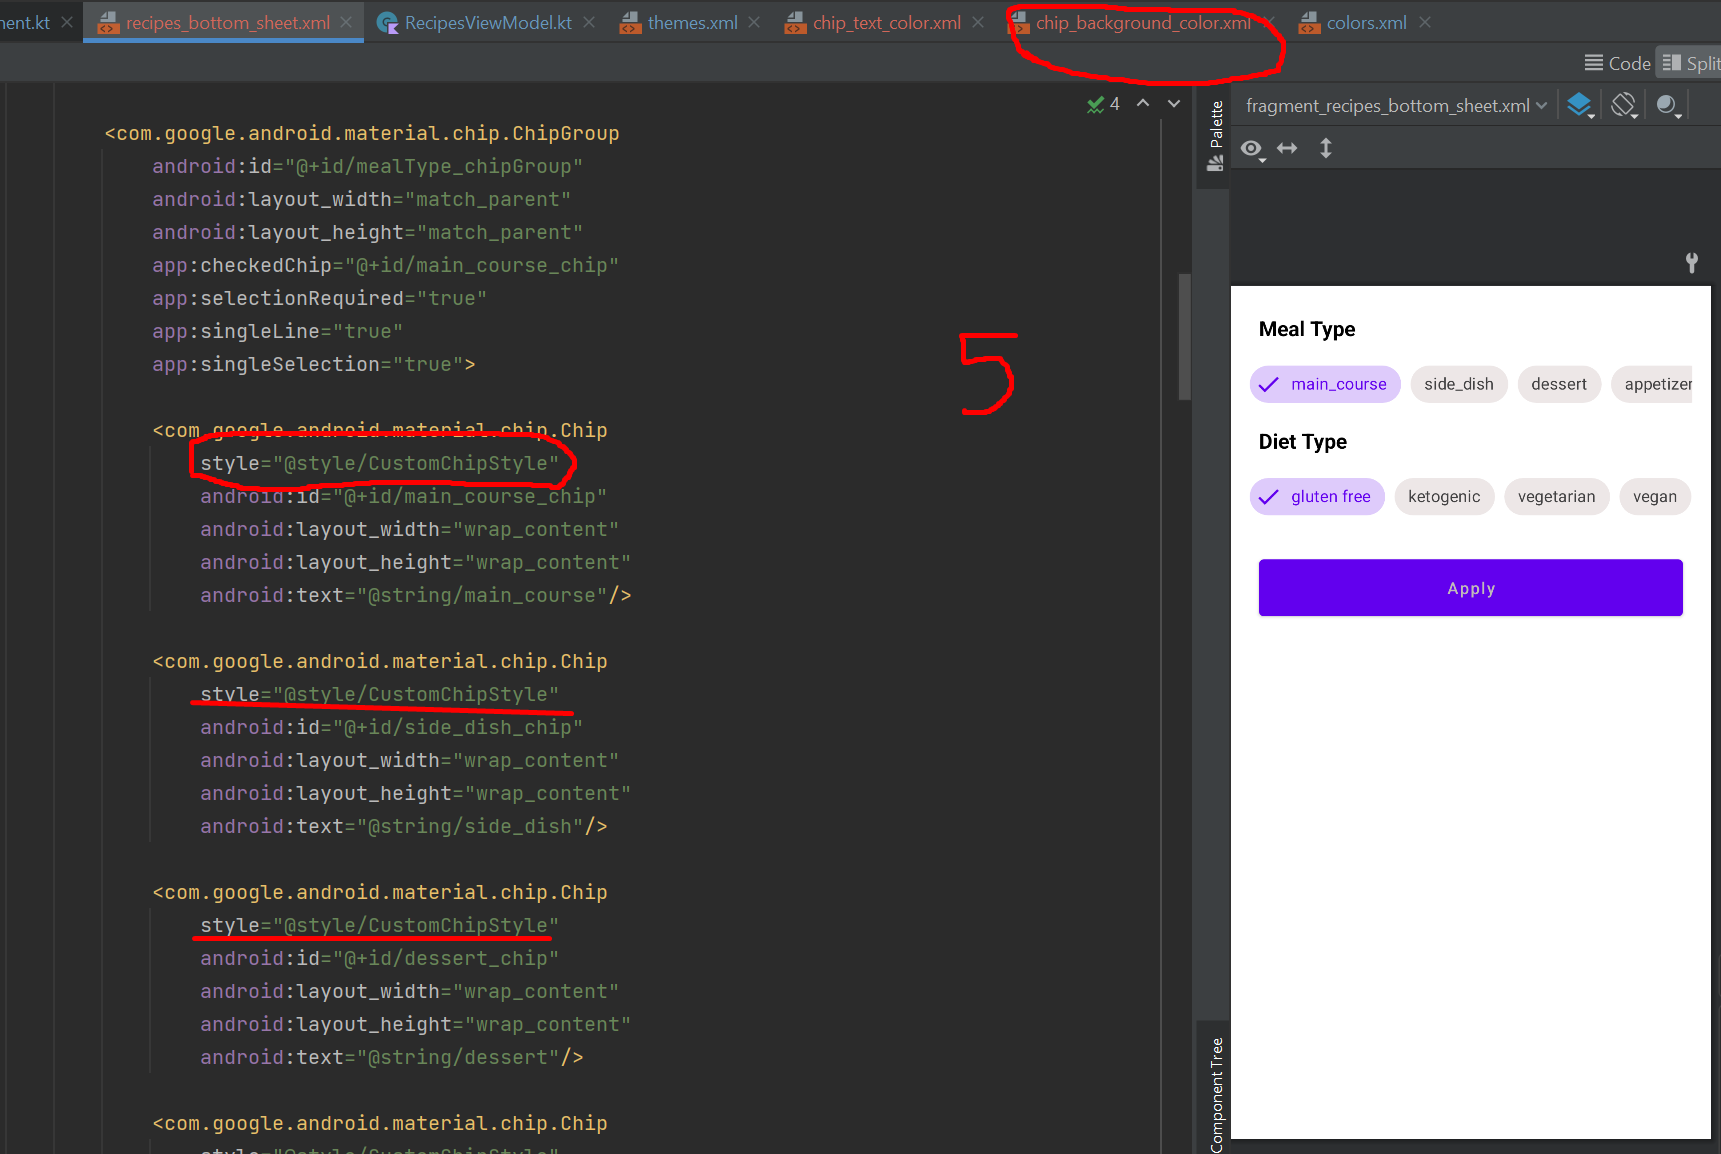 ment.kt
recipes_bottom_sheet.xml
RecipesViewModel.kt
themes.xml
chip_text_color.xml
chip_background_color.xml
colors.xml
Code
Split
4
Palette
fragment_recipes_bottom_sheet.xml
<com.google.android.material.chip.ChipGroup
android:id="@+id/mealType_chipGroup"
android:layout_width="match_parent"
android:layout_height="match_parent"
app:checkedChip="@+id/main_course_chip"
app:selectionRequired="true"
app:singleLine="true"
app:singleSelection="true">
5
<com.google.android.material.chip.Chip
style="@style/CustomChipStyle"
android:id="@+id/main_course_chip"
android:layout_width="wrap_content"
android:layout_height="wrap_content"
android:text="@string/main_course"/>
<com.google.android.material.chip.Chip
style="@style/CustomChipStyle"
android:id="@+id/side_dish_chip"
android:layout_width="wrap_content"
android:layout_height="wrap_content"
android:text="@string/side_dish"/>
<com.google.android.material.chip.Chip
style="@style/CustomChipStyle"
android:id="@+id/dessert_chip"
android:layout_width="wrap_content"
android:layout_height="wrap_content"
android:text="@string/dessert"/>
<com.google.android.material.chip.Chip
style="@style/CustomChipStyle"
Meal Type
main_course
side_dish
dessert
appetizer
Diet Type
gluten free
ketogenic
vegetarian
vegan
Apply
Component Tree